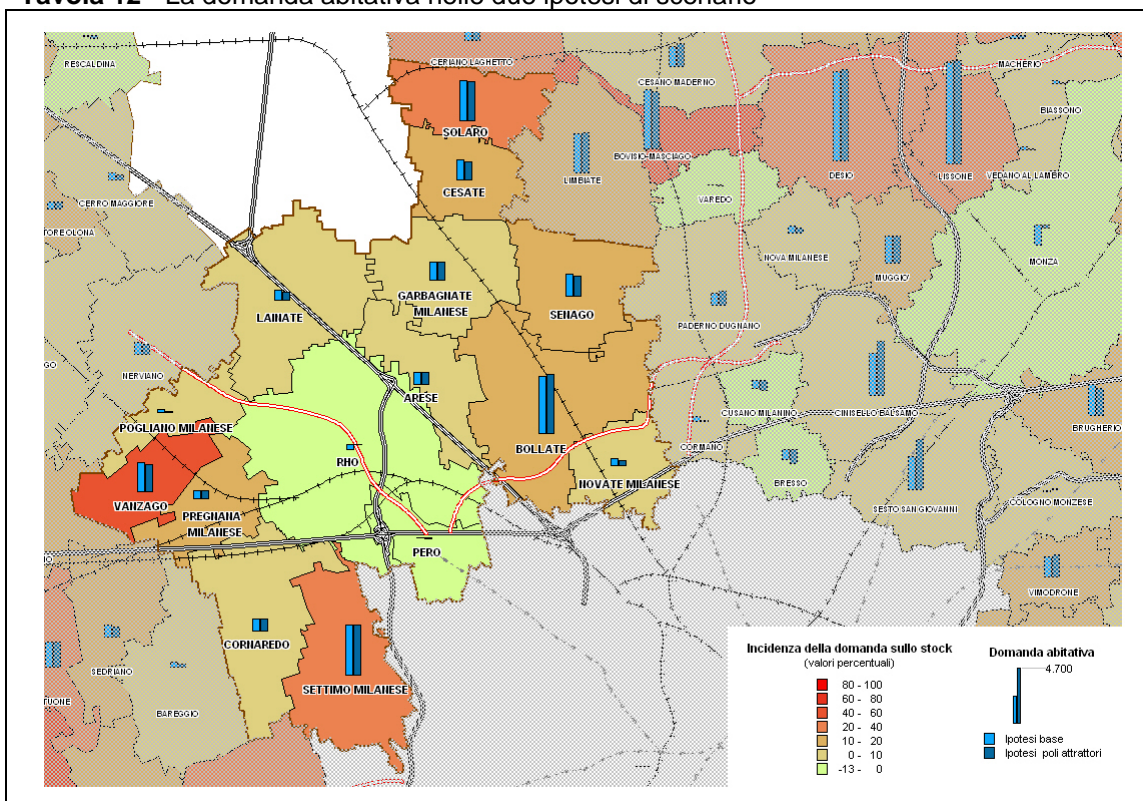 Tavola 12 - La domanda abitativa nelle due ipotesi di scenario
RESCALDINA
CERIANO LAGHETTO
CESANO MADERNO
MACHERIO
BIASSONO
SOLARO
BOVISIO-MASCIAGO
CESATE
LIMBIATE
DESIO
LISSONE
VEDANO AL LAMBRO
VAREDO
CERRO MAGGIORE
NOVA MILANESE
MUGGIO'
MONZA
GARBAGNATE
MILANESE
SENAGO
LAINATE
PADERNO DUGNANO
NERVIANO
ARESE
CUSANO MILANINO
CINISELLO BALSAMO
POGLIANO MILANESE
BOLLATE
CORMANO
BRUGHERIO
RHO
VANZAGO
NOVATE MILANESE
BRESSO
PREGNANA
MILANESE
SESTO SAN GIOVANNI
COLOGNO MONZESE
PERO
VIMODRONE
CORNAREDO
SEDRIANO
SETTIMO MILANESE
TUONE
BAREGGIO
Incidenza della domanda sullo stock
(valori percentuali)
80 - 100
60 - 80
40 - 60
20 - 40
10 - 20
0 - 10
-13 - 0
Domanda abitativa
4.700
Ipotesi base
Ipotesi poli attrattori